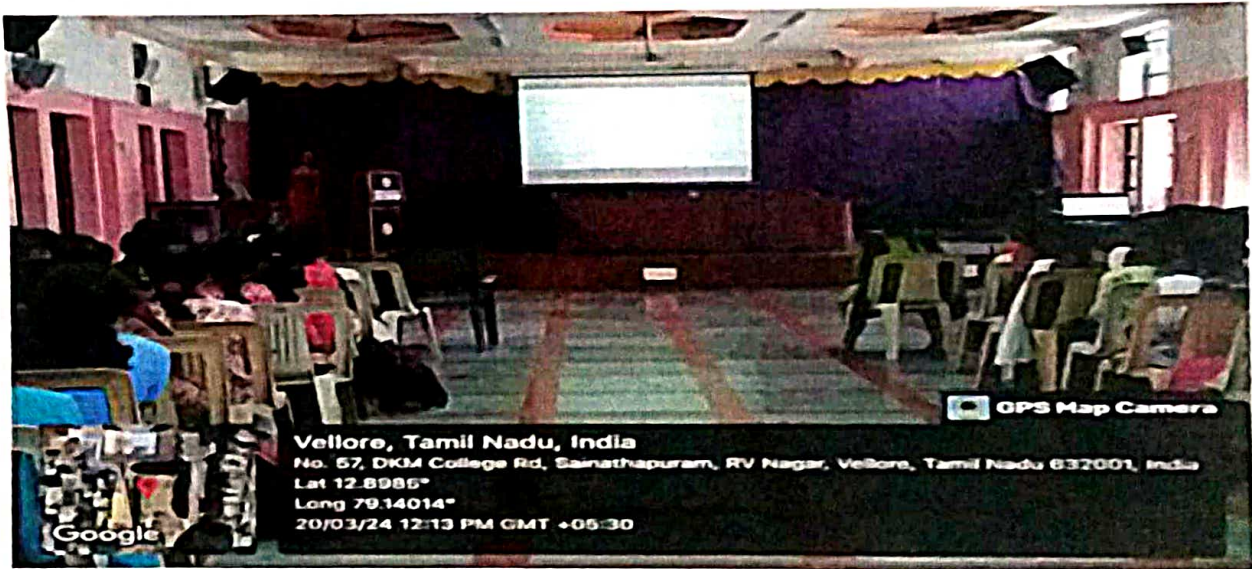 GPS Map Camera
Vellore, Tamil Nadu, India
No. 57, DKM College Rd, Sainathapuram, RV Nagar, Vellore, Tamil Nadu 632001, India
Lat 12.8985°
Long 79.14014°
20/03/24 12:13 PM GMT +05:30
Google